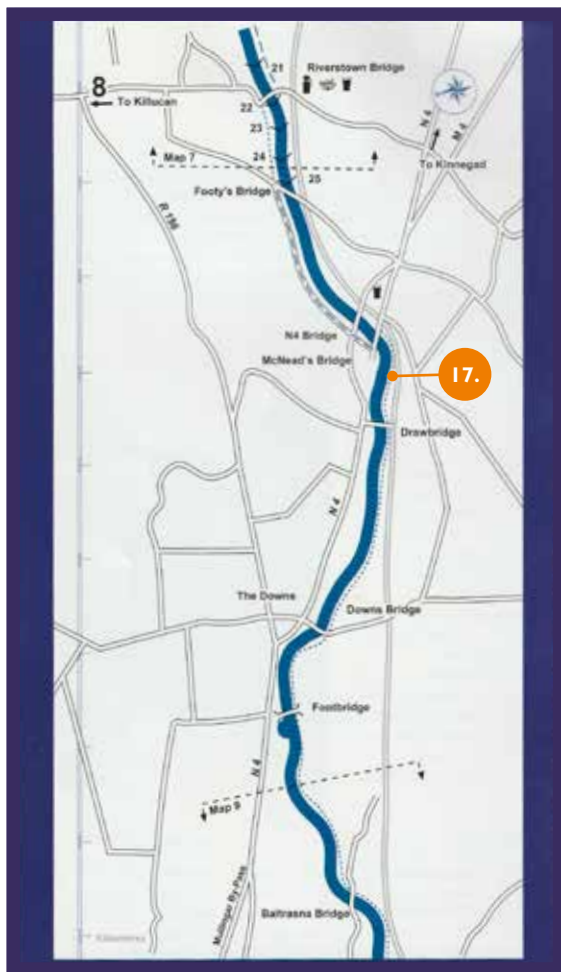 21
Riverstown Bridge
8
To Killucan
22
23
N 4
M 4
Map 7
24
25
To Kinnegad
Footy's Bridge
R 156
N4 Bridge
McNead's Bridge
17.
Drawbridge
N 4
The Downs
Downs Bridge
Footbridge
N 4
Map 9
Mullingar By-Pass
Baltrasna Bridge
Kilometres